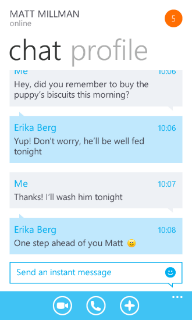 MATT MILLMAN
online
5
chat profile
Me 10:06
Hey, did you remember to buy the
puppy's biscuits this morning?
Erika Berg 10:06
Yup! Don't worry, he'll be well fed
tonight
Me 10:07
Thanks! I'll wash him tonight
Erika Berg 10:08
One step ahead of you Matt
Send an instant message